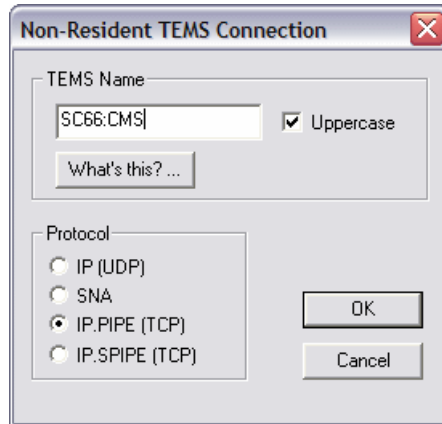 Non-Resident TEMS Connection
TEMS Name
SC66:CMS
Uppercase
What's this? ...
Protocol
IP (UDP)
SNA
IP.PIPE (TCP)
IP.SPIPE (TCP)
OK
Cancel